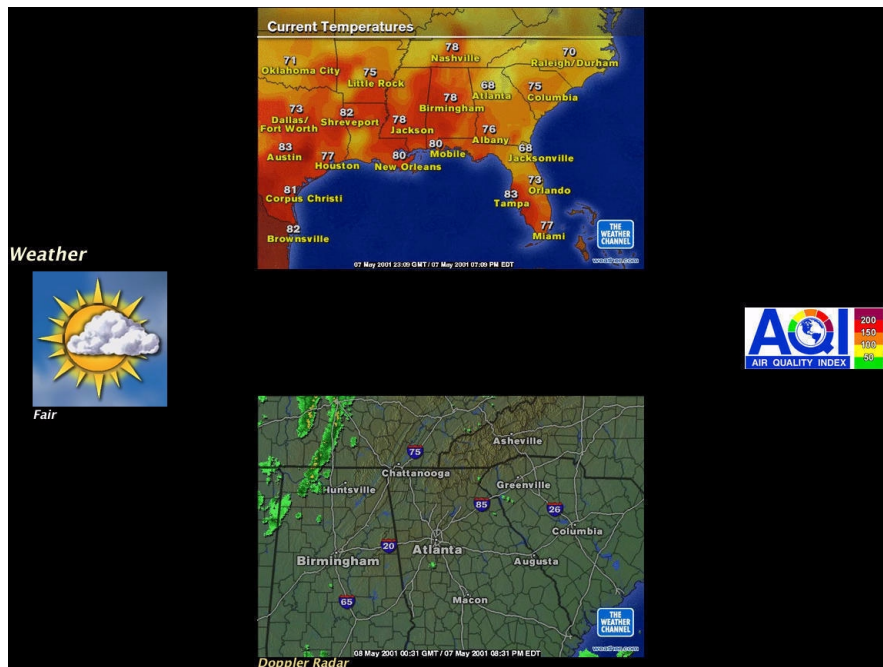 Current Temperatures
78
Nashville
70
Raleigh/Durham
71
Oklahoma City
75
Little Rock
68
Atlanta
75
Columbia
73
Dallas/
Fort Worth
82
Shreveport
78
Jackson
78
Birmingham
76
Albany
83
Austin
77
Houston
80
New Orleans
80
Mobile
68
Jacksonville
81
Corpus Christi
83
Tampa
73
Orlando
82
Brownsville
77
Miami
THE
WEATHER
CHANNEL
weather.com
07 May 2001 23:09 GMT / 07 May 2001 07:09 PM EDT
Weather
Fair
AQI
AIR QUALITY INDEX
200
150
100
50
Asheville
75
Chattanooga
Huntsville
Greenville
85
26
Columbia
20
Atlanta
Birmingham
Augusta
65
Macon
THE
WEATHER
CHANNEL
weather.com
08 May 2001 00:31 GMT / 07 May 2001 08:31 PM EDT
Doppler Radar